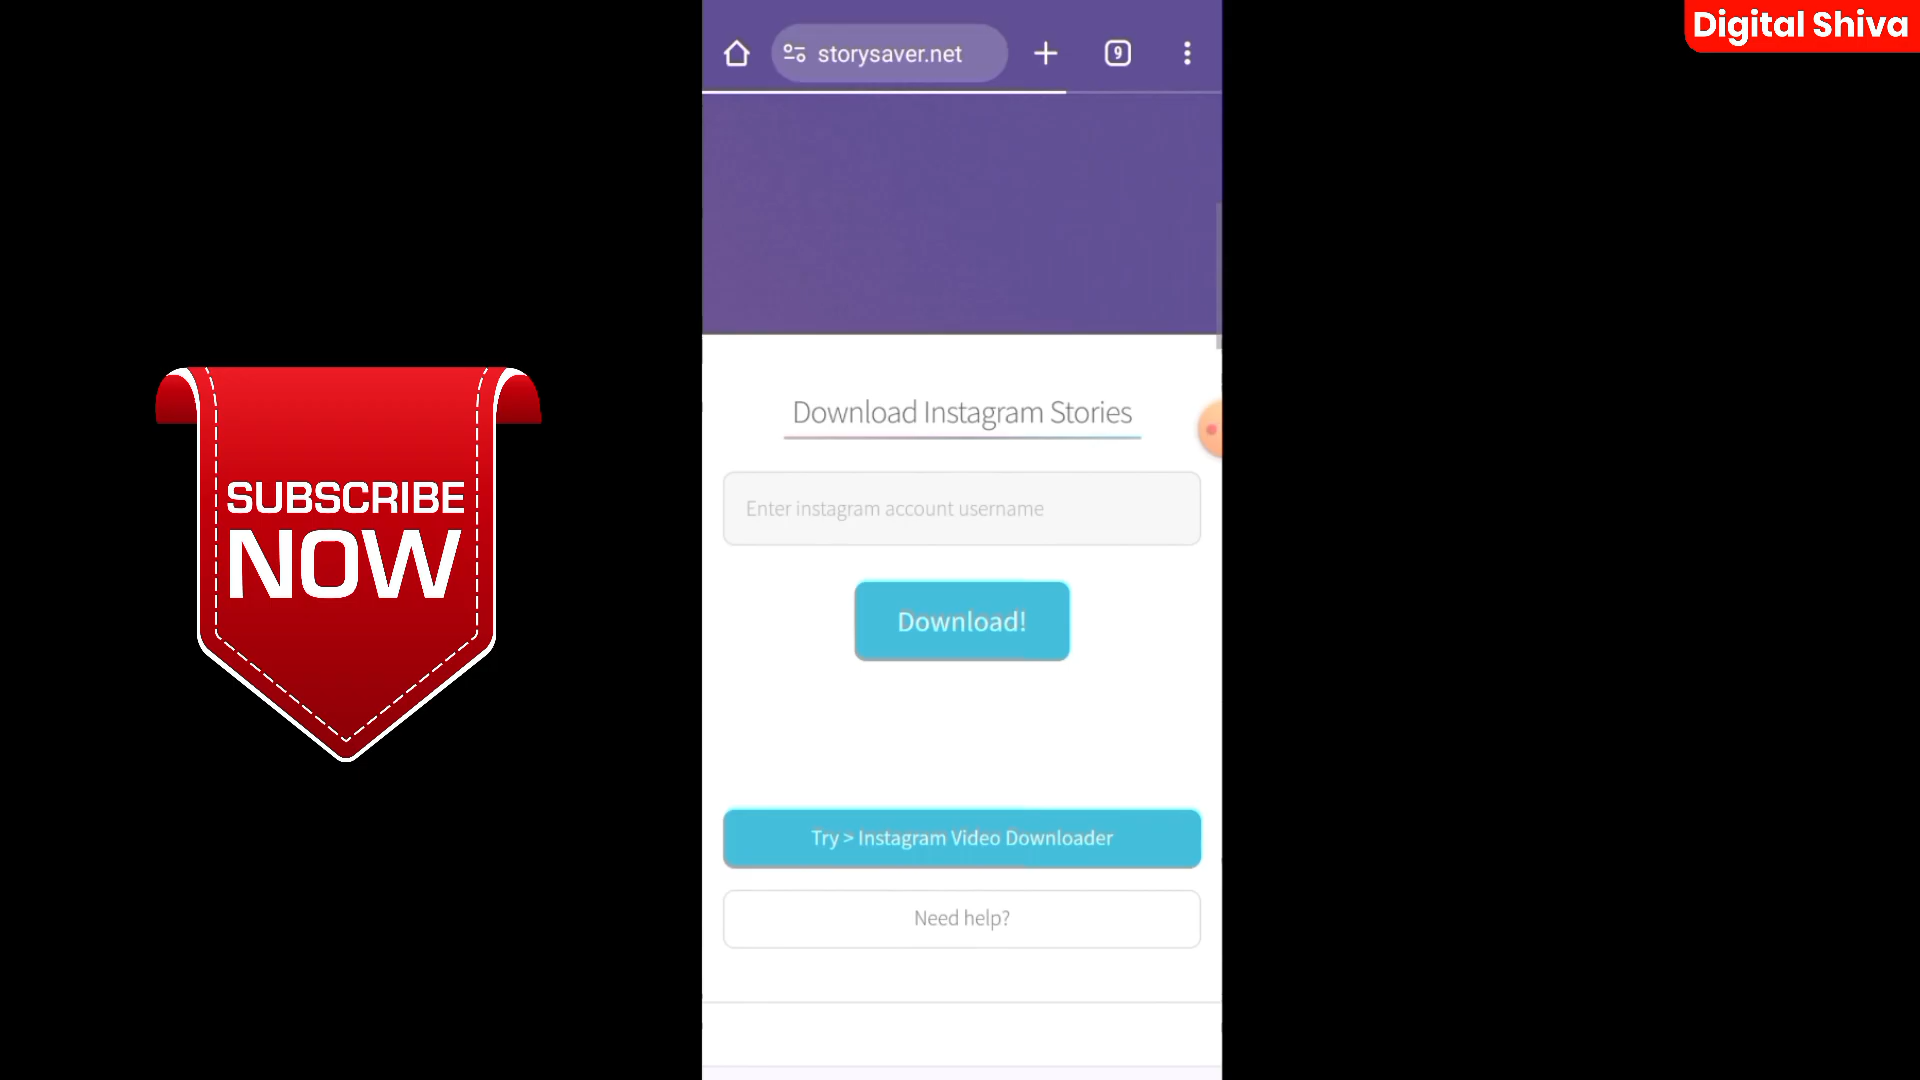 Digital Shiva
storysaver.net
9
Download Instagram Stories
Enter instagram account username
Download!
Try > Instagram Video Downloader
Need help?
SUBSCRIBE
NOW